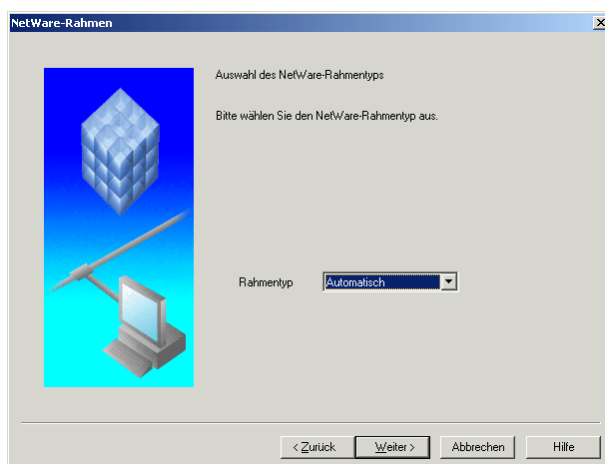 NetWare-Rahmen
Auswahl des NetWare-Rahmentyps
Bitte wählen Sie den NetWare-Rahmentyp aus.
Rahmentyp Automatisch
< Zurück Weiter > Abbrechen Hilfe